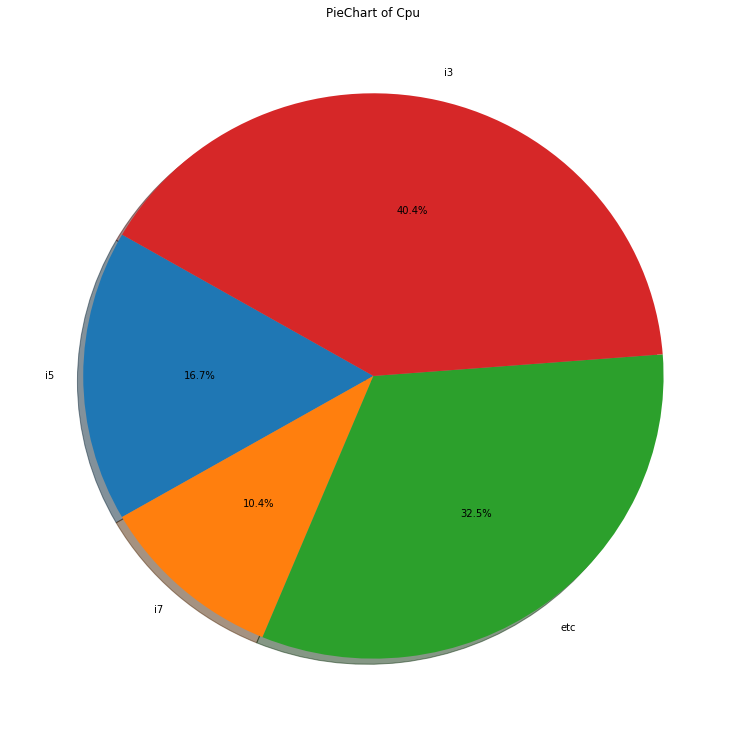 PieChart of Cpu
i3
40.4%
i5
16.7%
10.4%
32.5%
i7
etc